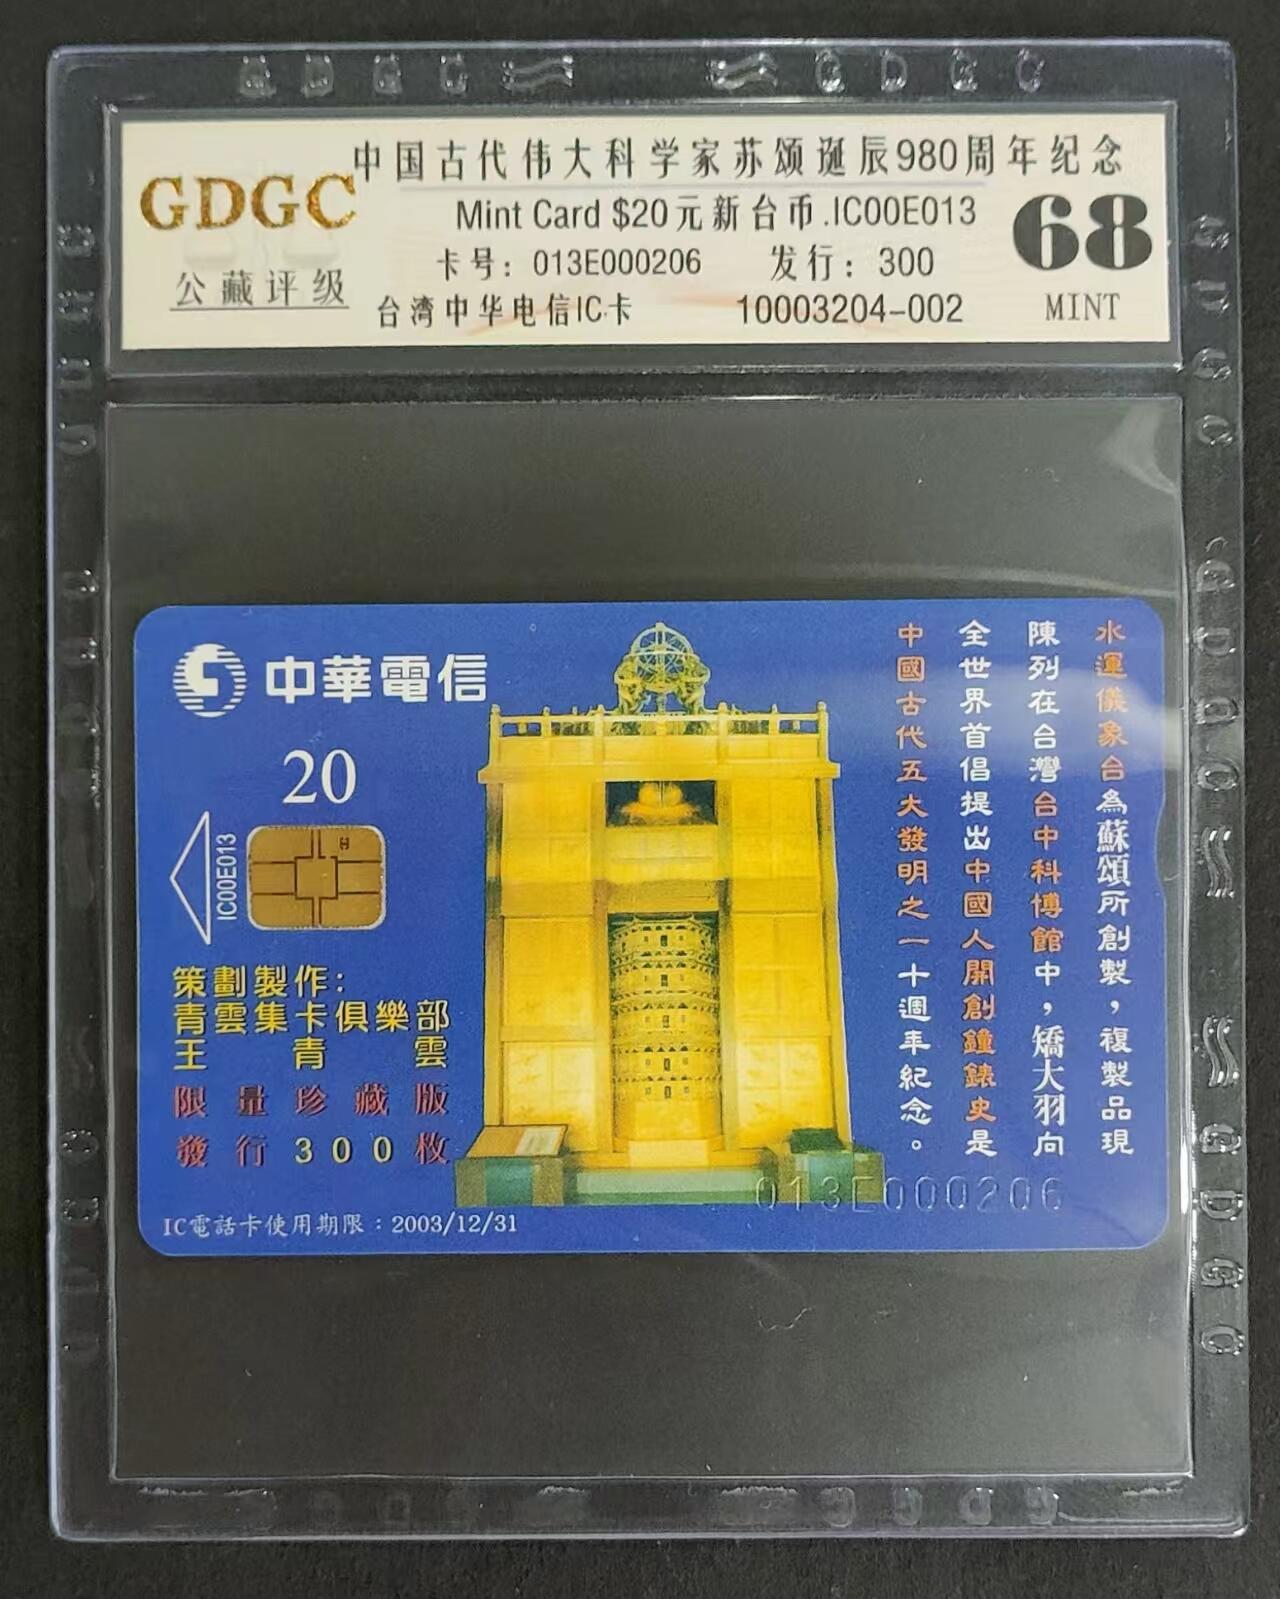 中国古代伟大科学家苏颂诞辰980周年纪念
GDGC
Mint Card $20元新台币.IC00E013
68
卡号：013E000206 发行：300
公藏评级
台湾中华电信IC卡 10003204-002 MINT
中華電信
20
IC00E013
策劃製作：
青雲集卡俱樂部
王青雲
限量珍藏版
發行300枚
IC電話卡使用期限：2003/12/31
水運儀象台為蘇頌所創製，複製品現
陳列在台灣台中科博館中，矯大羽向
全世界首倡提出中國人開創鐘錶史是
中國古代五大發明之一十週年紀念。
013E000206